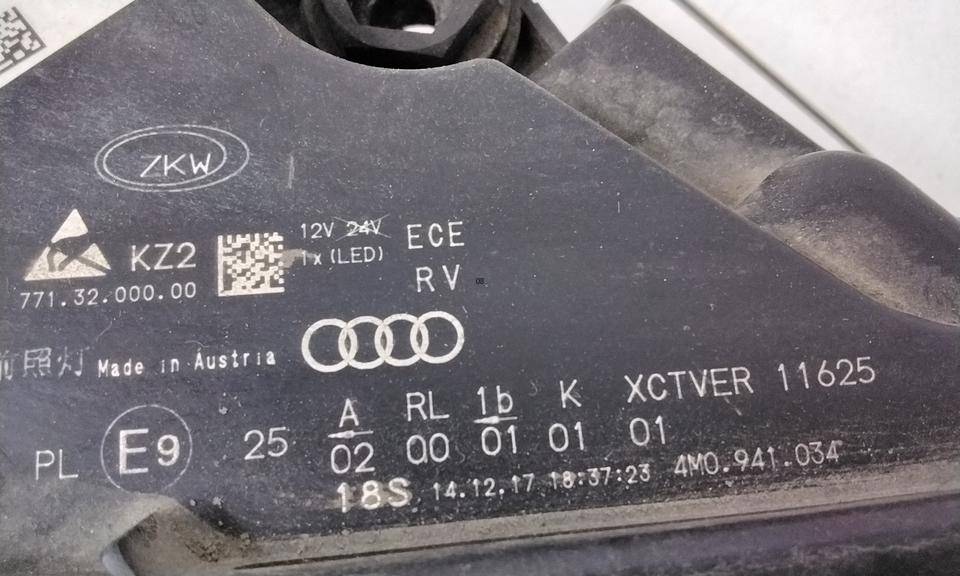 ZKW
KZ2 12V 24V ECE
1x (LED)
RV
771.32.000.00
前照灯 Made in Austria
A RL 1b K XCTVER 11625
PL E9 25 02 00 01 01 01
18S 14.12.17 18:37:23 4M0.941.034